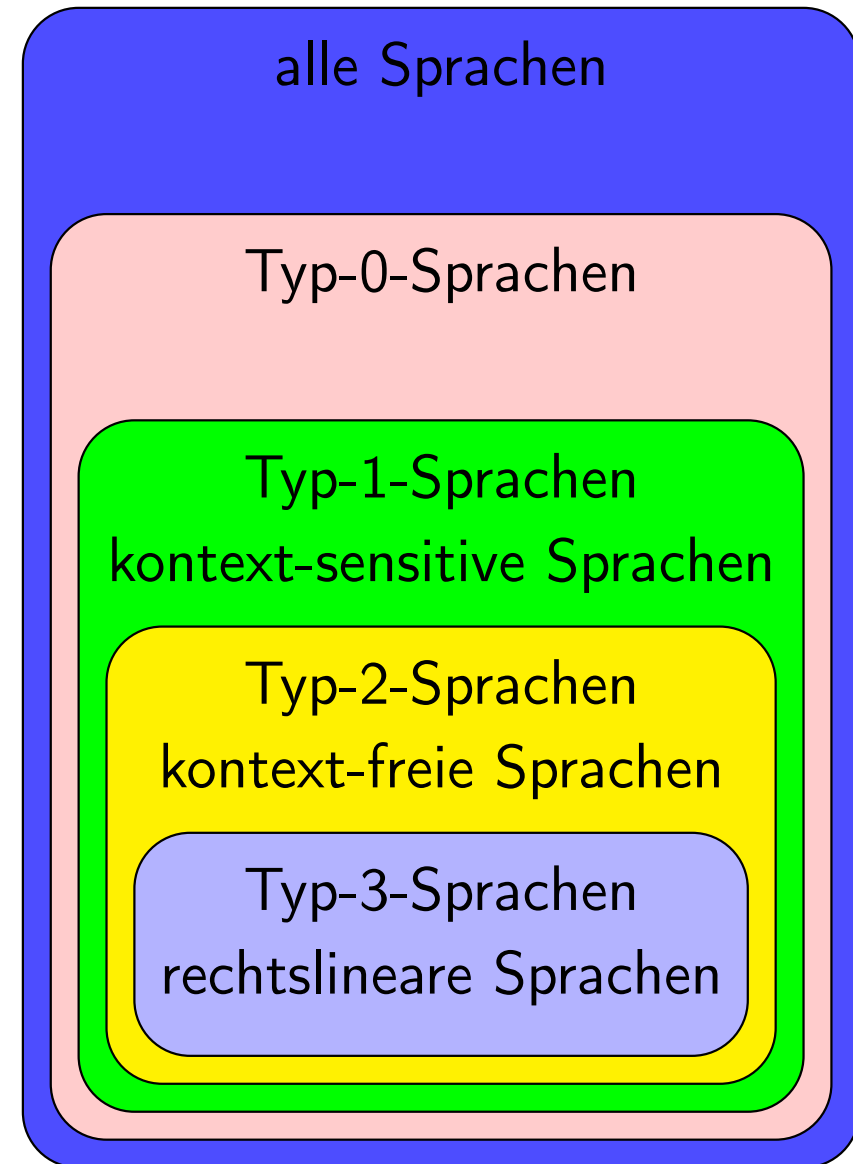 alle Sprachen
Typ-0-Sprachen
Typ-1-Sprachen
kontext-sensitive Sprachen
Typ-2-Sprachen
kontext-freie Sprachen
Typ-3-Sprachen
rechtslineare Sprachen